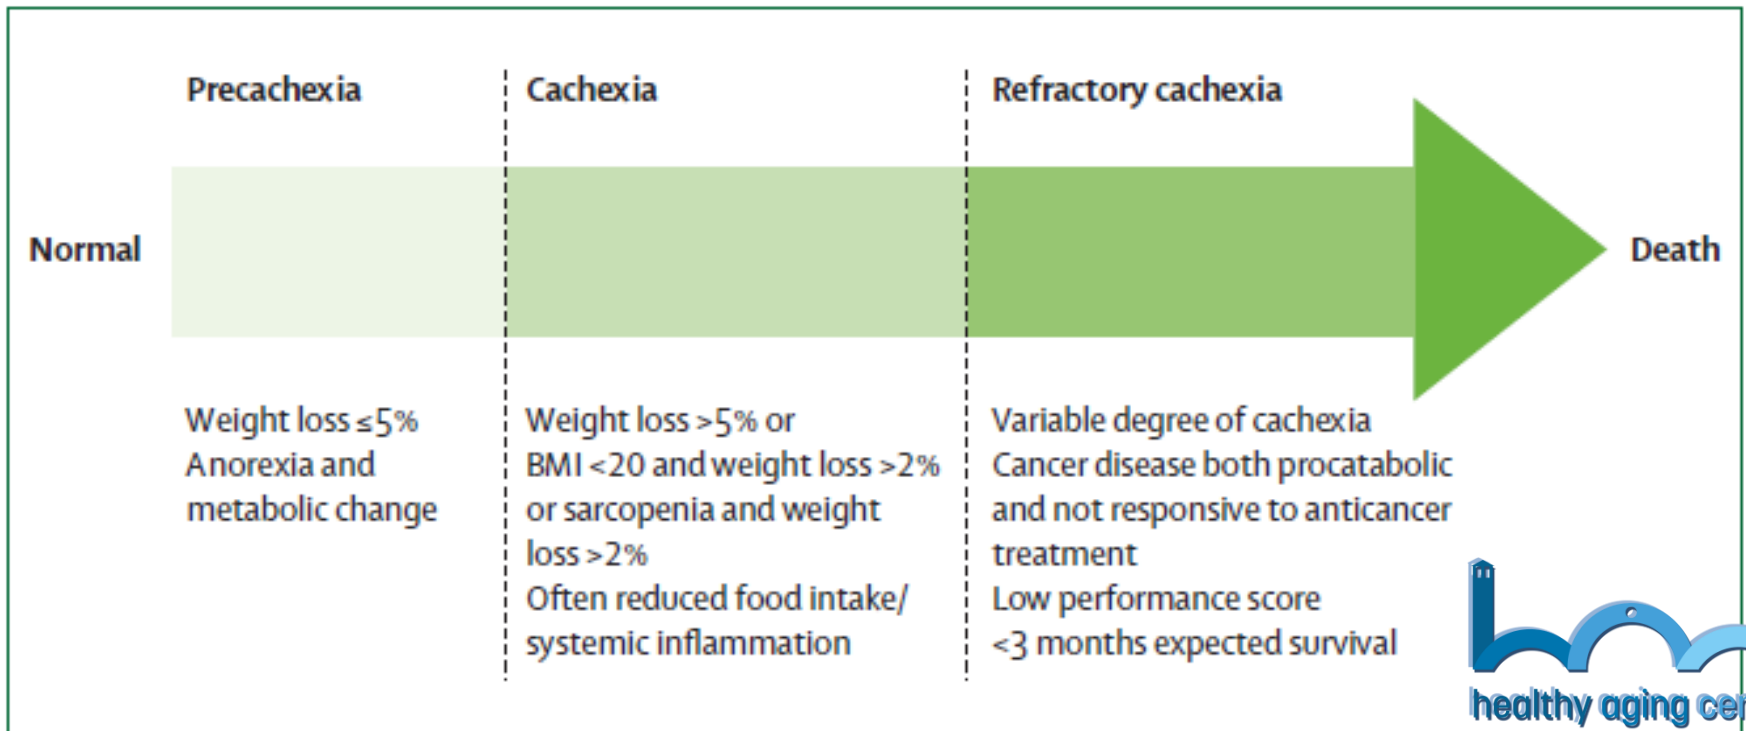 Precachexia
Cachexia
Refractory cachexia
Normal
Death
Weight loss ≤5%
Anorexia and
metabolic change
Weight loss >5% or
BMI <20 and weight loss >2%
or sarcopenia and weight
loss >2%
Often reduced food intake/
systemic inflammation
Variable degree of cachexia
Cancer disease both procatabolic
and not responsive to anticancer
treatment
Low performance score
<3 months expected survival
healthy aging